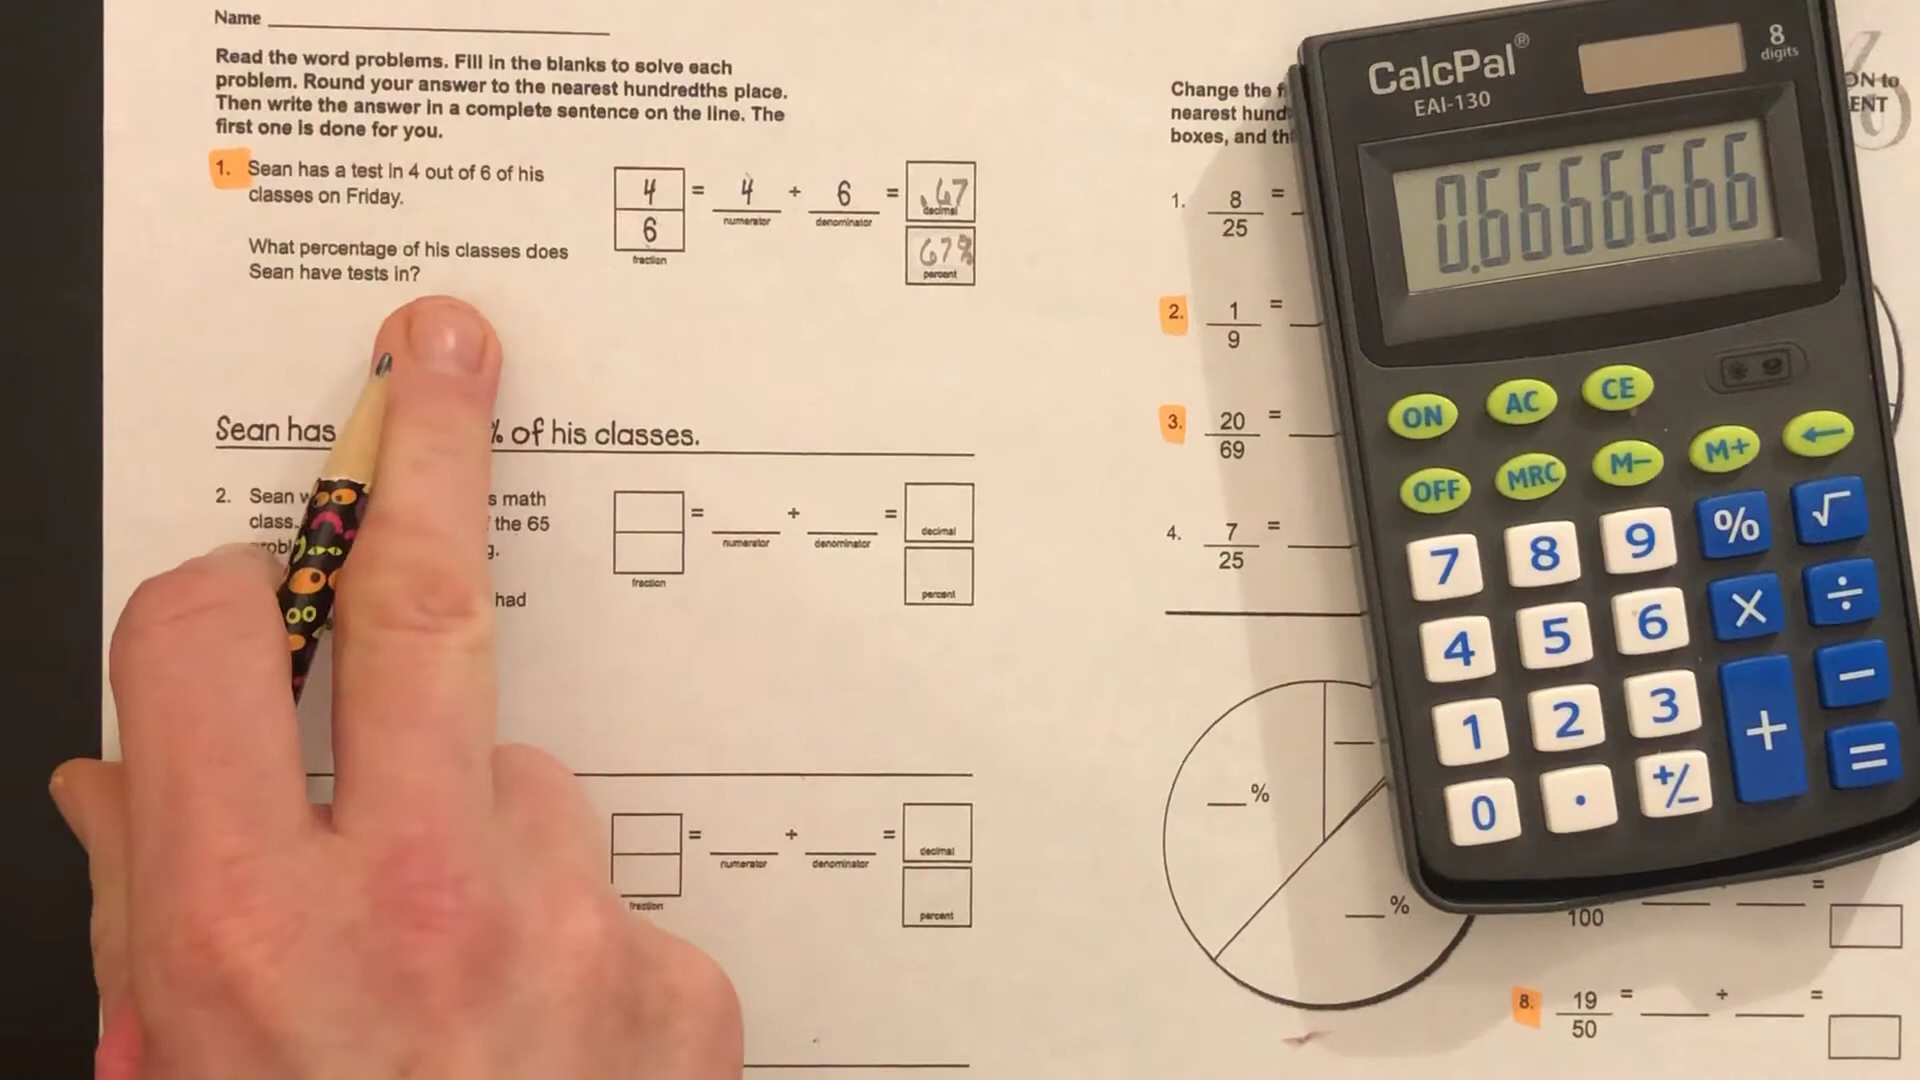 Name
Read the word problems. Fill in the blanks to solve each
problem. Round your answer to the nearest hundredths place.
Then write the answer in a complete sentence on the line. The
first one is done for you.
1. Sean has a test in 4 out of 6 of his
classes on Friday.
What percentage of his classes does
Sean have tests in?
4
6
fraction
= 4 ÷ 6 =
numerator denominator
.67
decimal
67%
percent
Sean has % of his classes.
2. Sean s math
class. the 65
had
= ÷ =
fraction
numerator denominator
decimal
percent
= ÷ =
fraction
numerator denominator
decimal
percent
Change the
nearest hund
boxes, and th
ON to
ENT
1. 8 =
25
2. 1 =
9
3. 20 =
69
4. 7 =
25
%
%
=
100
8. 19 = ÷ =
50
CalcPal®
EAI-130
8
digits
0.6666666
ON AC CE
OFF MRC M− M+ ←
7 8 9 % √
4 5 6 X ÷
1 2 3 + −
0 . +/− =